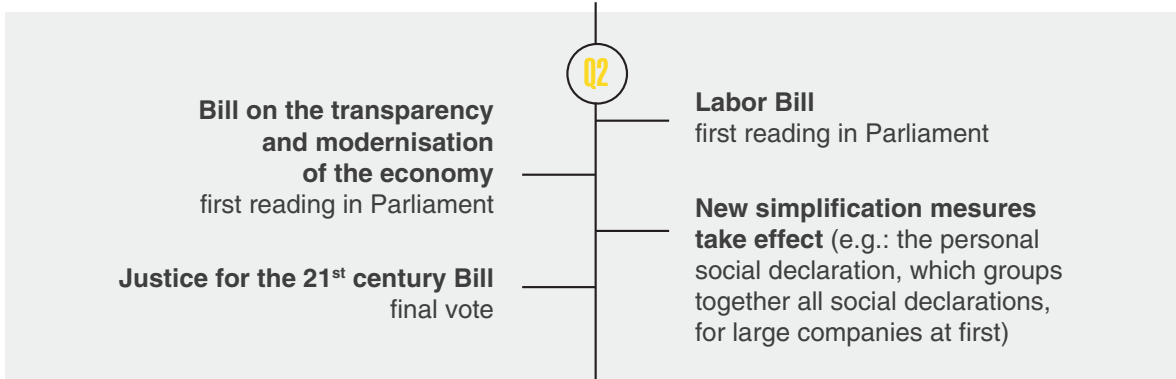 Q2
Labor Bill
first reading in Parliament
Bill on the transparency
and modernisation
of the economy
first reading in Parliament
New simplification mesures
take effect (e.g.: the personal
social declaration, which groups
together all social declarations,
for large companies at first)
Justice for the 21st century Bill
final vote